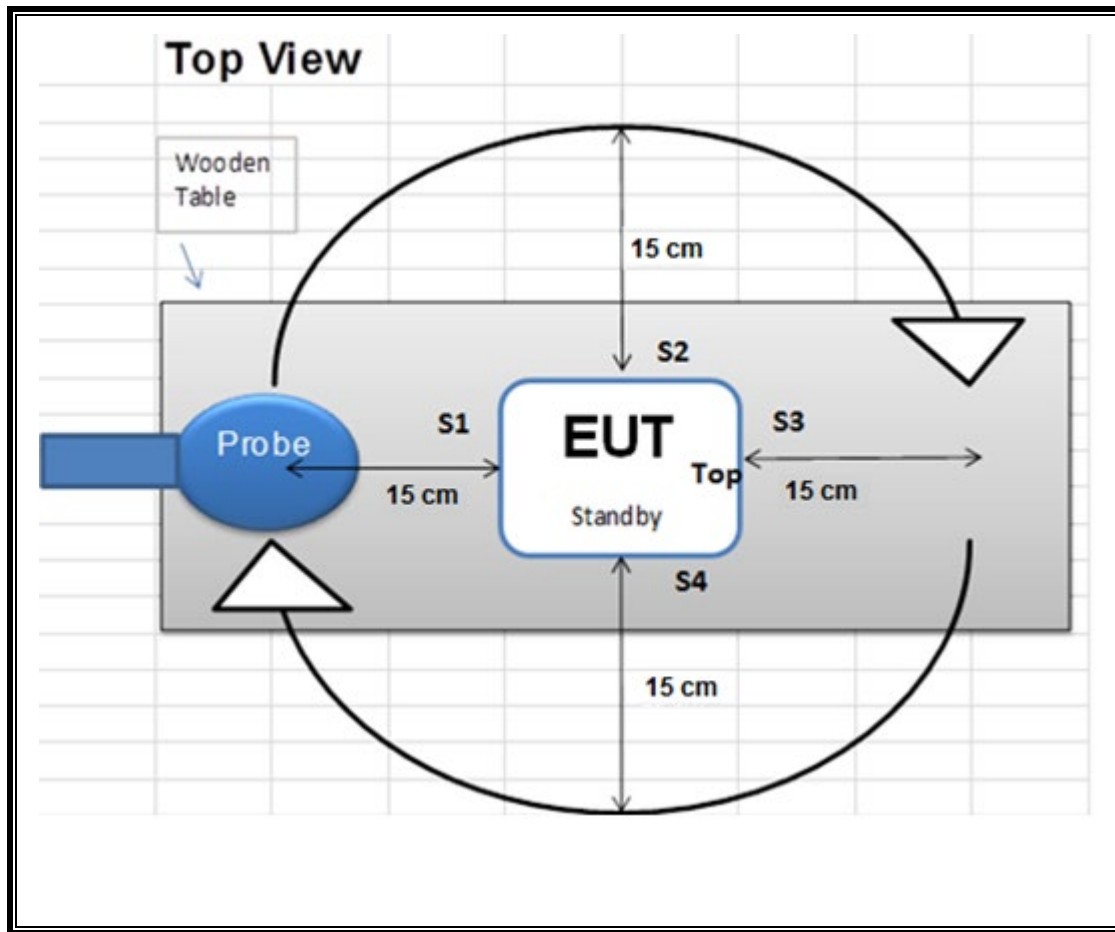 Top View
Wooden
Table
15 cm
S2
S1
EUT
S3
Probe
Top
15 cm
15 cm
Standby
S4
15 cm